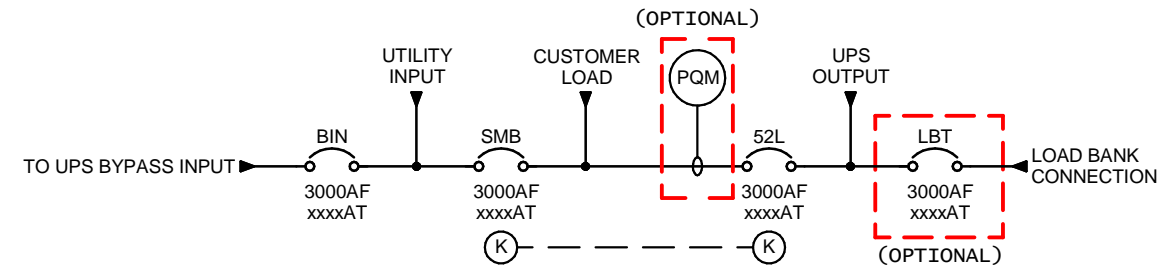 (OPTIONAL)
UTILITY
INPUT
CUSTOMER
LOAD
PQM
UPS
OUTPUT
BIN
SMB
52L
LBT
TO UPS BYPASS INPUT
LOAD BANK
CONNECTION
3000AF
xxxxAT
3000AF
xxxxAT
3000AF
xxxxAT
3000AF
xxxxAT
K
K
(OPTIONAL)